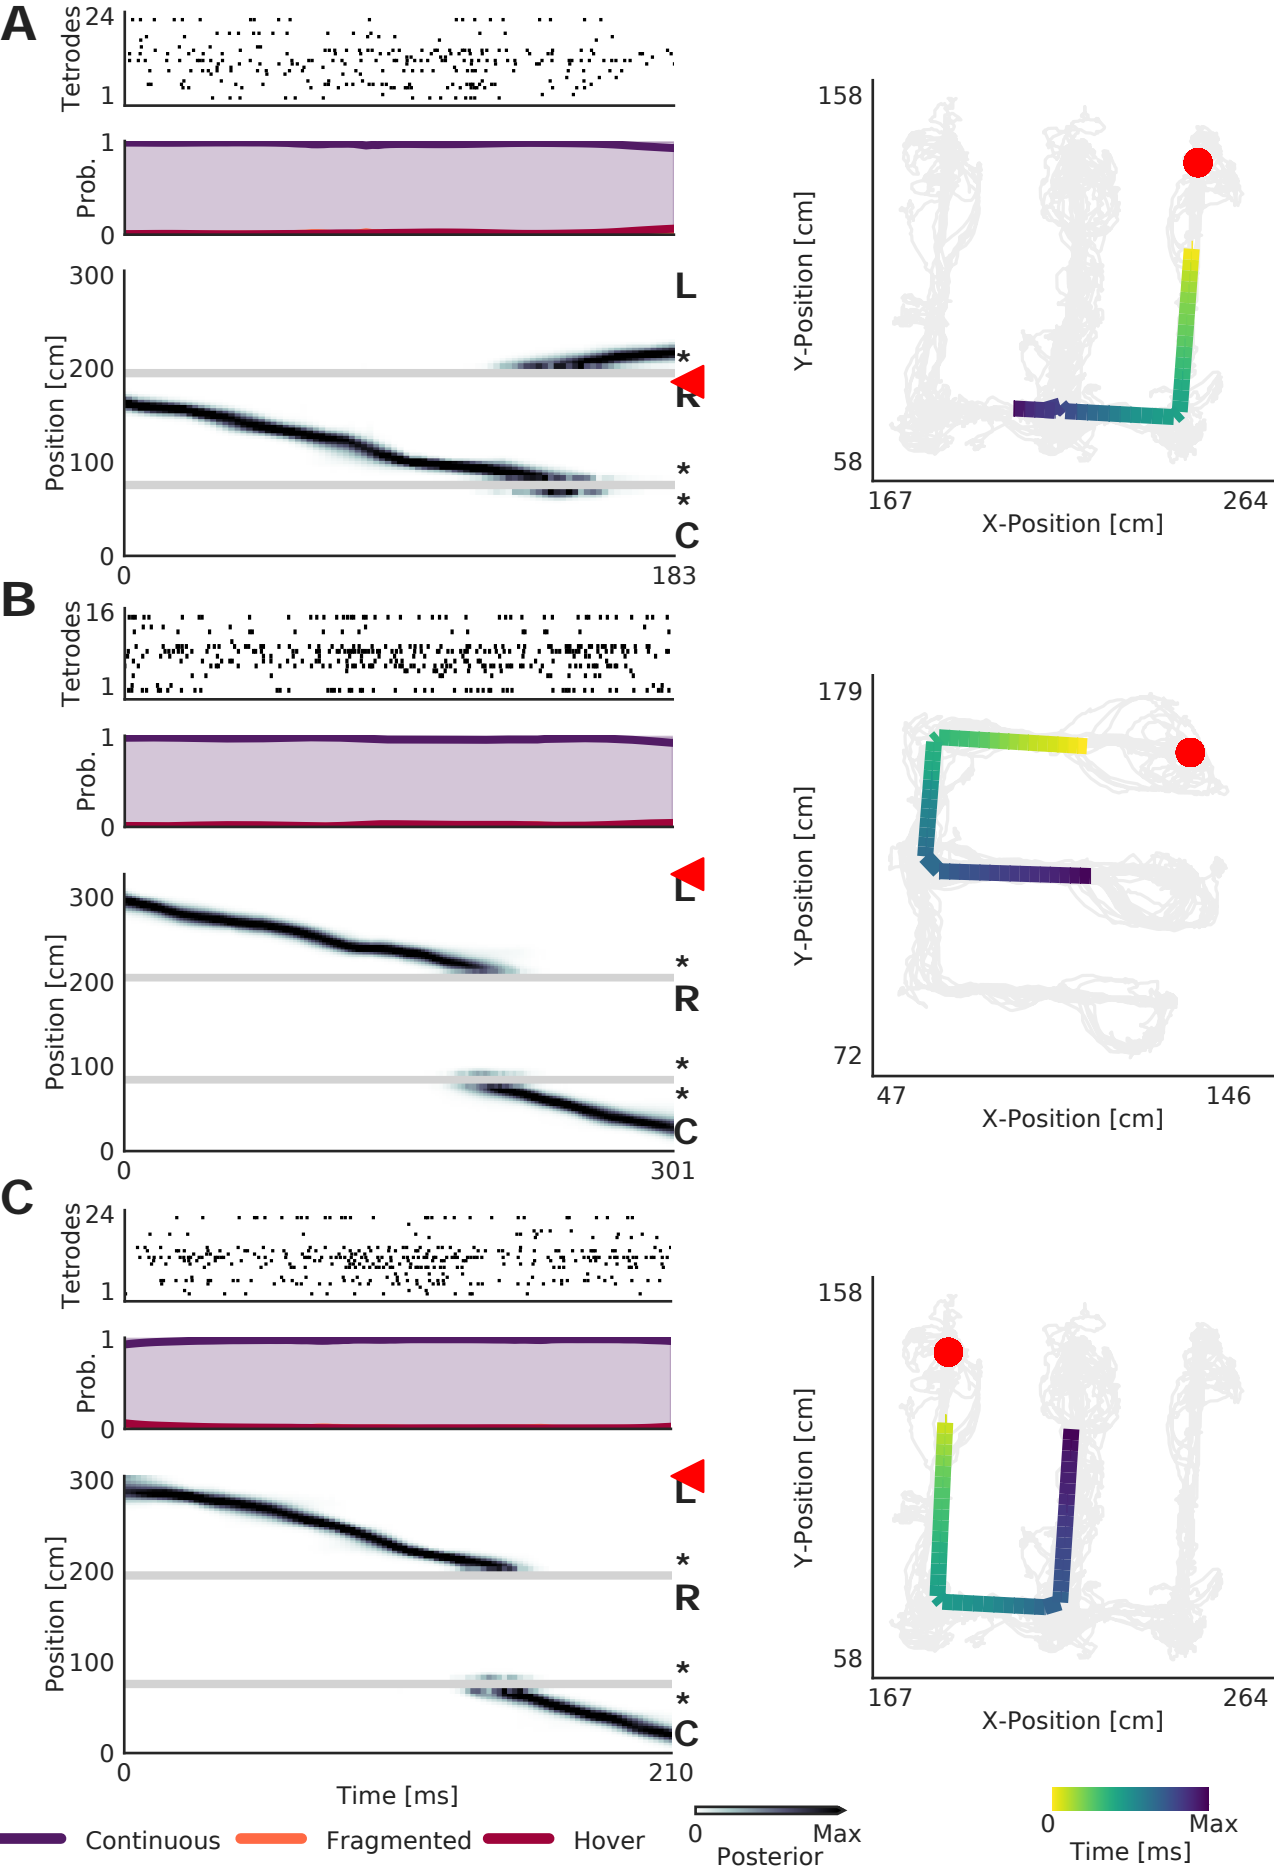 A
24
Tetrodes
1
1
Prob.
0
300
L
*
200
R
Position [cm]
100
*
*
C
0
0
183
158
Y-Position [cm]
58
167
264
X-Position [cm]
B
16
Tetrodes
1
1
Prob.
0
300
L
*
200
R
Position [cm]
100
*
*
C
0
0
301
179
Y-Position [cm]
72
47
146
X-Position [cm]
C
24
Tetrodes
1
1
Prob.
0
300
L
*
200
R
Position [cm]
100
*
*
C
0
0
210
Time [ms]
158
Y-Position [cm]
58
167
264
X-Position [cm]
Continuous
Fragmented
Hover
0
Max
Posterior
0
Max
Time [ms]